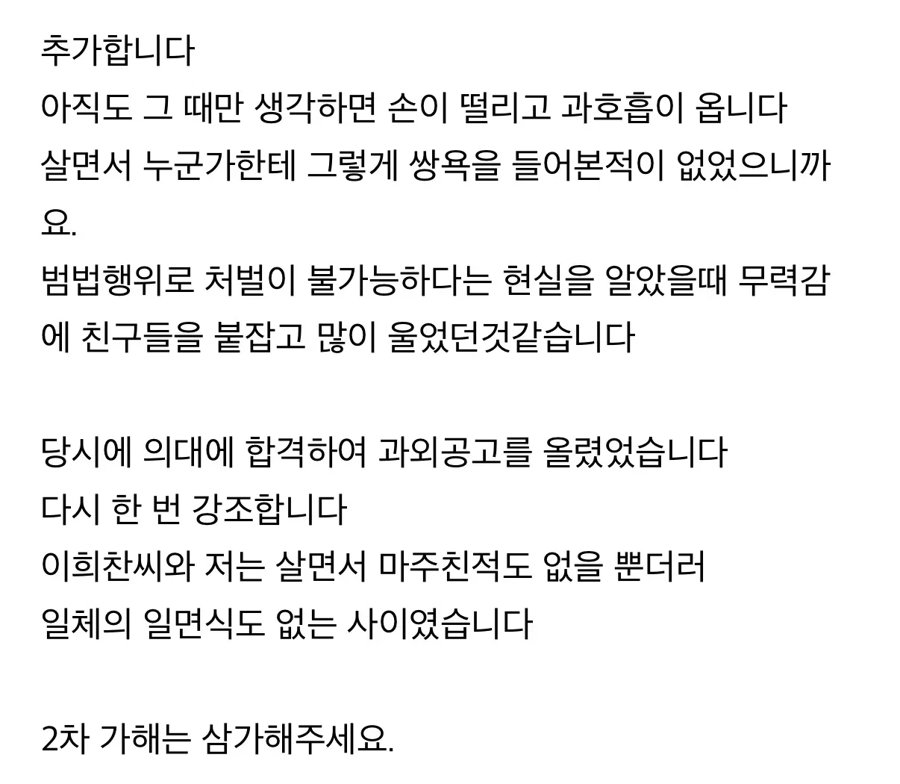 추가합니다
아직도 그 때만 생각하면 손이 떨리고 과호흡이 옵니다
살면서 누군가한테 그렇게 쌍욕을 들어본적이 없었으니까
요.
범법행위로 처벌이 불가능하다는 현실을 알았을때 무력감
에 친구들을 붙잡고 많이 울었던것같습니다
당시에 의대에 합격하여 과외공고를 올렸었습니다
다시 한 번 강조합니다
이희찬씨와 저는 살면서 마주친적도 없을 뿐더러
일체의 일면식도 없는 사이였습니다
2차 가해는 삼가해주세요.